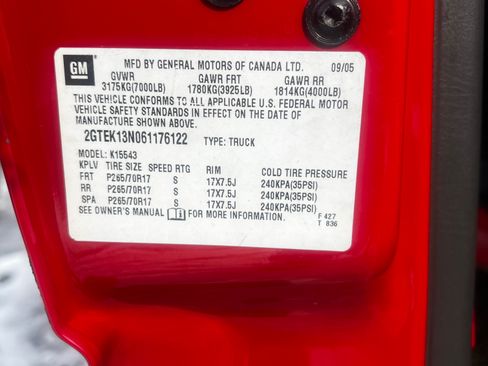 GM
MFD BY GENERAL MOTORS OF CANADA LTD. 09/05
GVWR GAWR FRT GAWR RR
3175KG(7000LB) 1780KG(3925LB) 1814KG(4000LB)
THIS VEHICLE CONFORMS TO ALL APPLICABLE U.S. FEDERAL MOTOR
VEHICLE SAFETY STANDARDS IN EFFECT ON THE DATE OF
MANUFACTURE SHOWN ABOVE.
2GTEK13N061176122 TYPE: TRUCK
MODEL: K15543
KPLV TIRE SIZE SPEED RTG RIM COLD TIRE PRESSURE
FRT P265/70R17 S 17X7.5J 240KPA(35PSI)
RR P265/70R17 S 17X7.5J 240KPA(35PSI)
SPA P265/70R17 S 17X7.5J 240KPA(35PSI)
SEE OWNER'S MANUAL FOR MORE INFORMATION. F 427
T 836